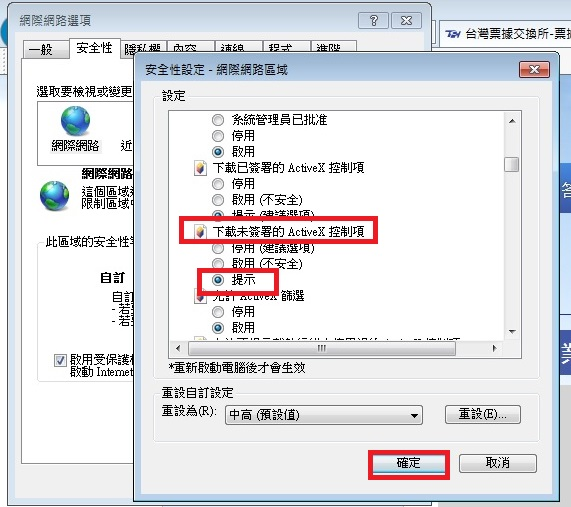 網際網路選項
台灣票據交換所-票據
一般 安全性 隱私權 內容 連線 程式 進階
選取要檢視或變更
網際網路 近
網際網路
這個區域
限制區域
此區域的安全性等
自訂
自訂
- 若
- 若
啟用受保護
啟動 Internet
安全性設定 - 網際網路區域
設定
系統管理員已批准
停用
啟用
下載已簽署的 ActiveX 控制項
停用
啟用 (不安全)
提示 (建議選項)
下載未簽署的 ActiveX 控制項
停用 (建議選項)
啟用 (不安全)
提示
允許 ActiveX 篩選
停用
啟用
*重新啟動電腦後才會生效
重設自訂設定
重設為(R): 中高 (預設值) 重設(E)...
確定 取消
答
業